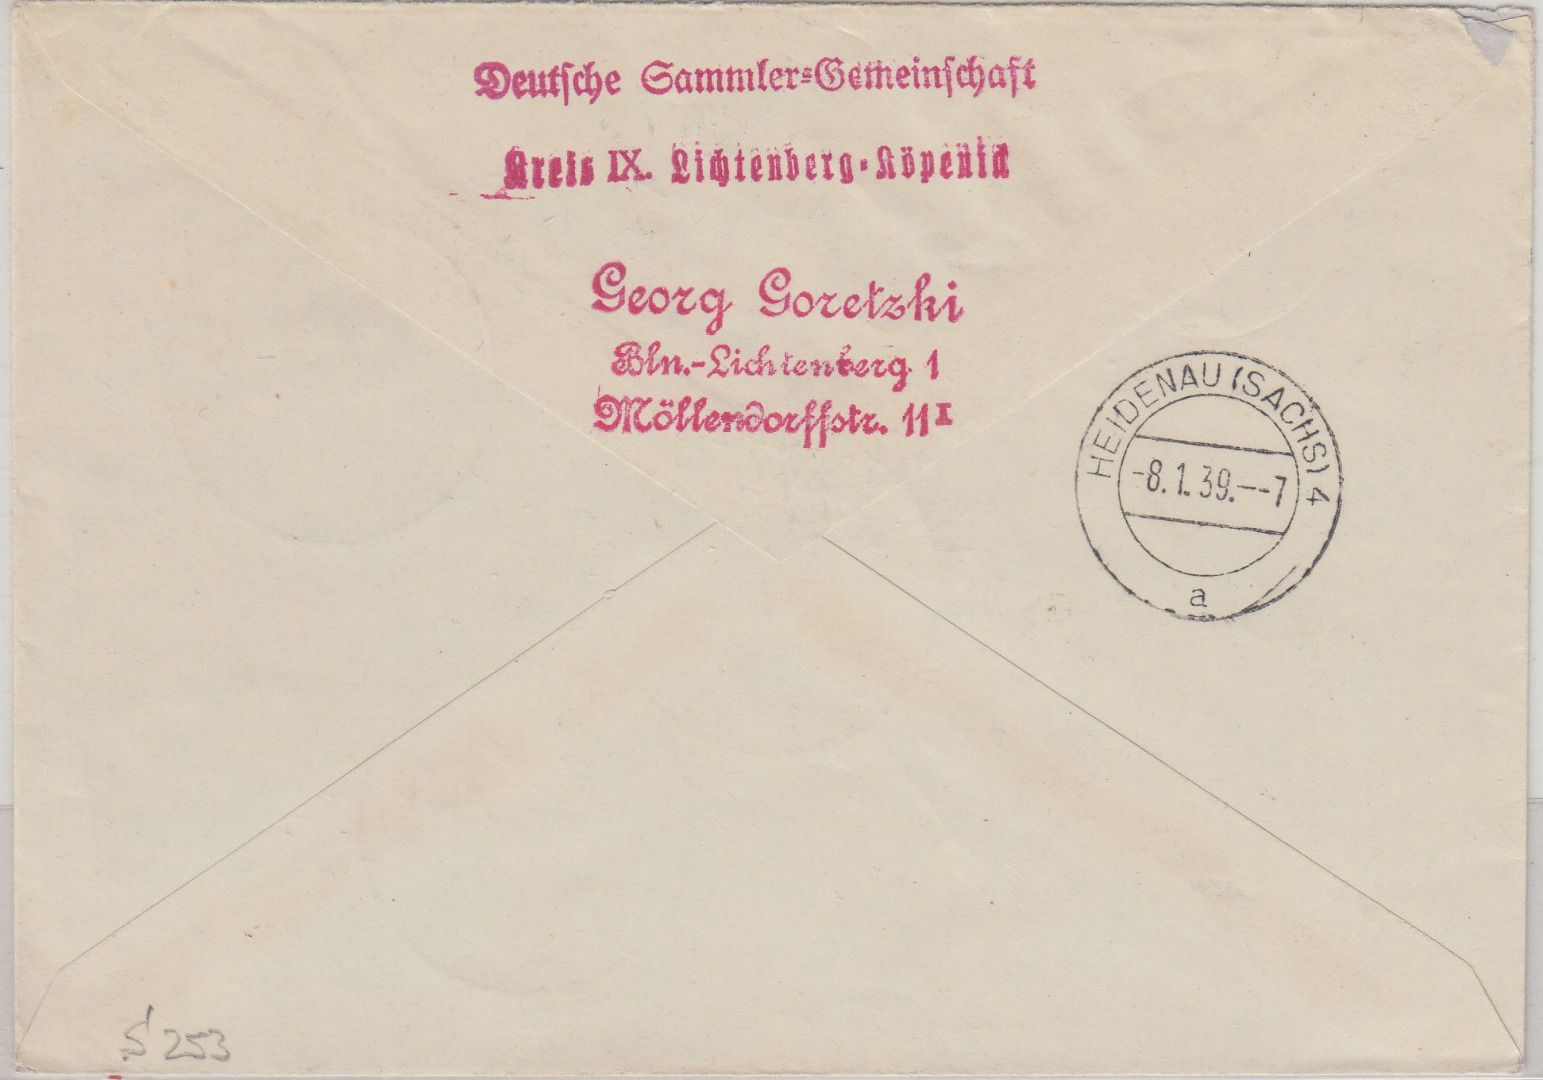 Deutsche Sammler=Gemeinschaft
Kreis IX. Lichtenberg-Köpenick
Georg Goretzki
Bln.-Lichtenberg 1
Möllendorffstr. 11 I
HEIDENAU (SACHS) 4
-8.1.39.--7
a
253